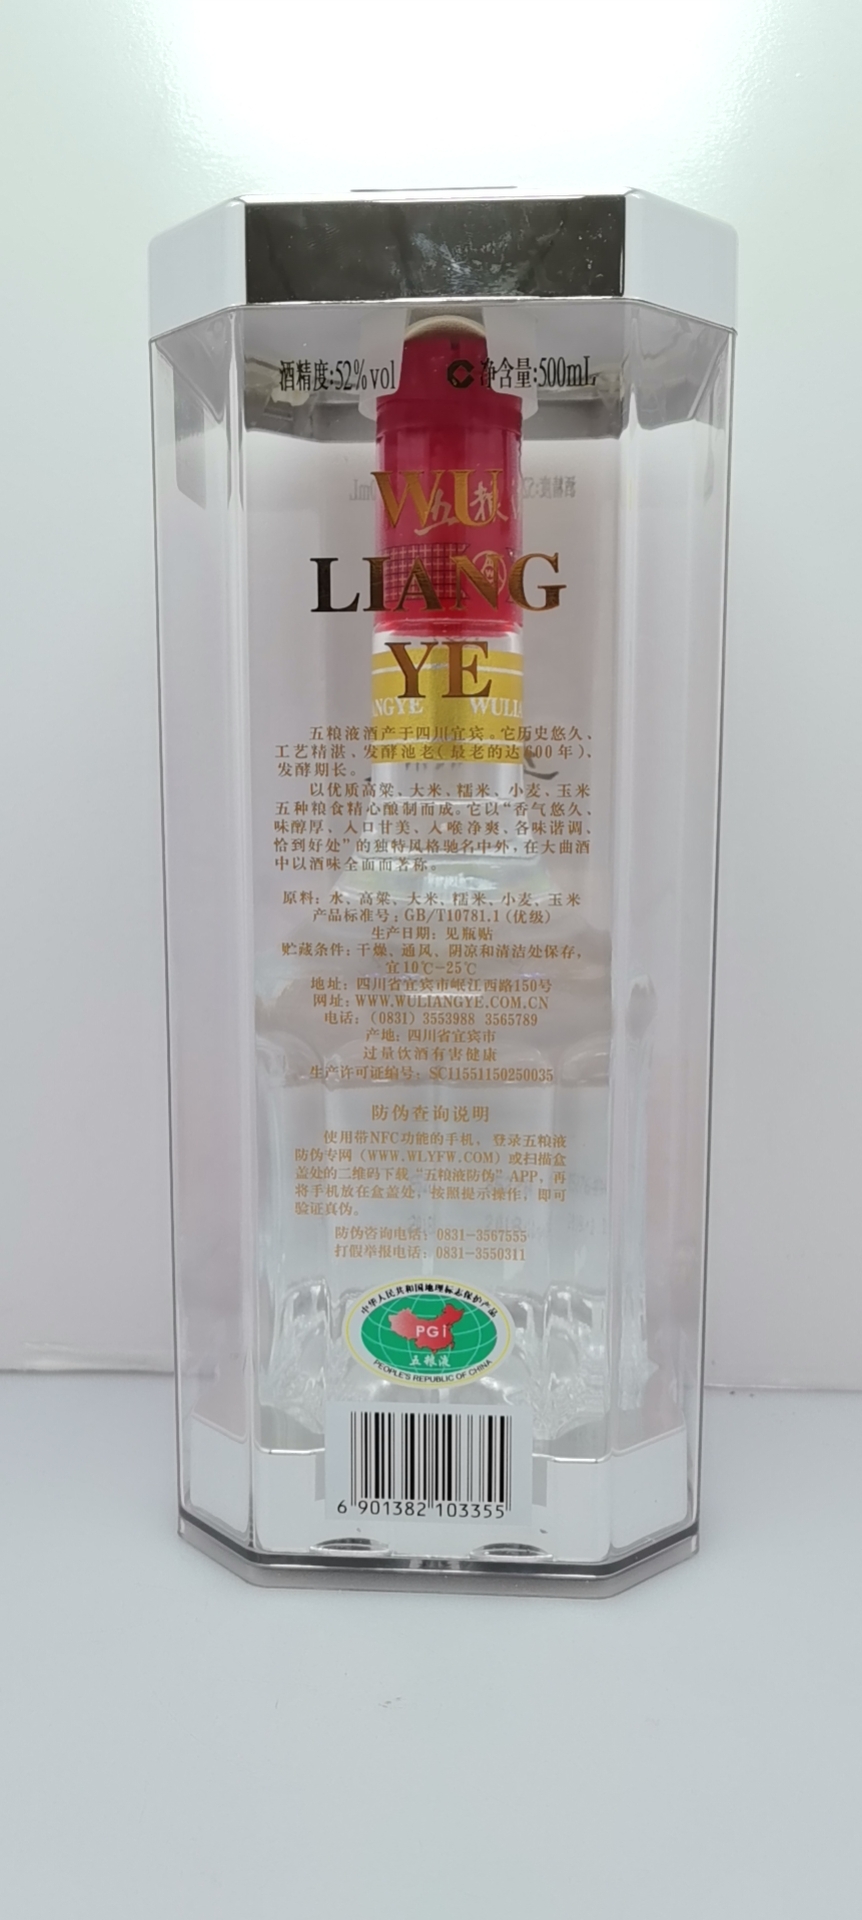 酒精度:52%vol
净含量:500mL
WU
LIANG
YE
五粮液酒产于四川宜宾。它历史悠久、
工艺精湛、发酵池老(最老的达600年)、
发酵期长。
以优质高粱、大米、糯米、小麦、玉米
五种粮食精心酿制而成。它以“香气悠久、
味醇厚、入口甘美、入喉净爽、各味谐调、
恰到好处”的独特风格驰名中外,在大曲酒
中以酒味全面而著称。
原料:水、高粱、大米、糯米、小麦、玉米
产品标准号:GB/T10781.1(优级)
生产日期:见瓶贴
贮藏条件:干燥、通风、阴凉和清洁处保存,
宜10℃-25℃
地址:四川省宜宾市岷江西路150号
网址:WWW.WULIANGYE.COM.CN
电话:(0831)3553988 3565789
产地:四川省宜宾市
过量饮酒有害健康
生产许可证编号:SC11551150250035
防伪查询说明
使用带NFC功能的手机,登录五粮液
防伪专网(WWW.WLYFW.COM)或扫描盒
盖处的二维码下载“五粮液防伪”APP,再
将手机放在盒盖处,按照提示操作,即可
验证真伪。
防伪咨询电话:0831-3567555
打假举报电话:0831-3550311
中华人民共和国地理标志保护产品
PGI
五粮液
PEOPLE'S REPUBLIC OF CHINA
6 901382 103355